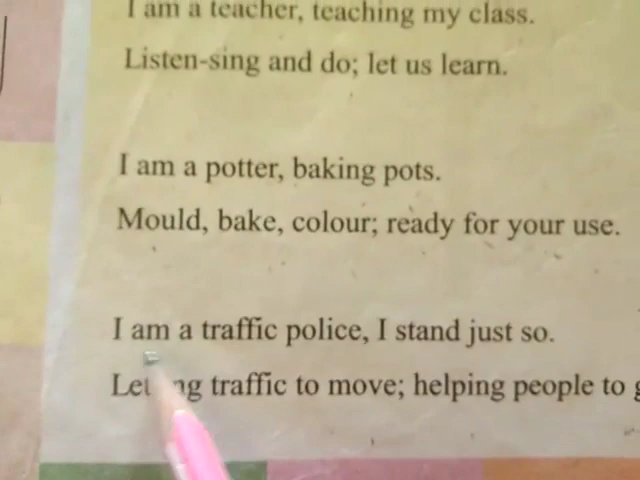 I am a teacher, teaching my class.
Listen-sing and do; let us learn.
I am a potter, baking pots.
Mould, bake, colour; ready for your use.
I am a traffic police, I stand just so.
traffic to move; helping people to